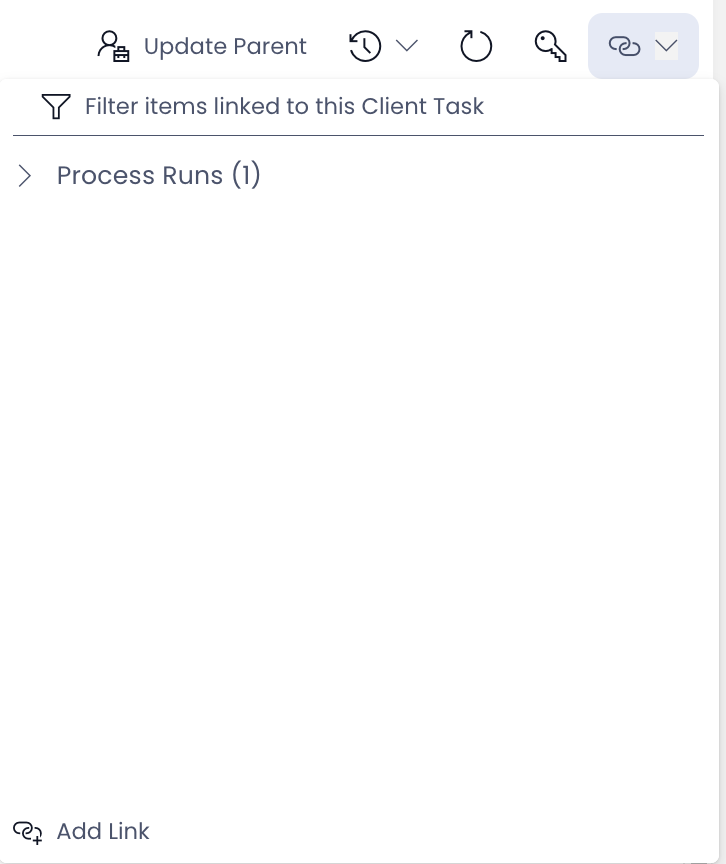 Update Parent
Filter items linked to this Client Task
Process Runs (1)
Add Link